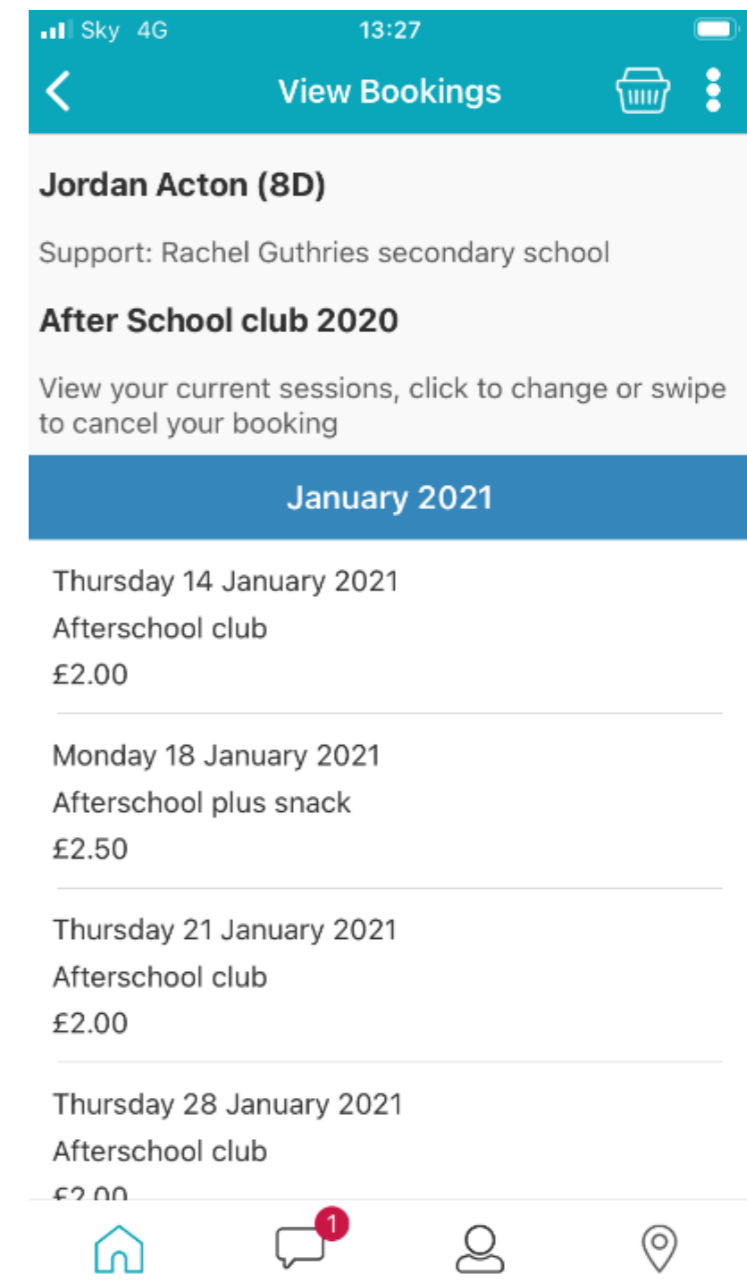 Sky 4G 13:27
View Bookings
Jordan Acton (8D)
Support: Rachel Guthries secondary school
After School club 2020
View your current sessions, click to change or swipe
to cancel your booking
January 2021
Thursday 14 January 2021
Afterschool club
£2.00
Monday 18 January 2021
Afterschool plus snack
£2.50
Thursday 21 January 2021
Afterschool club
£2.00
Thursday 28 January 2021
Afterschool club
£2.00
1